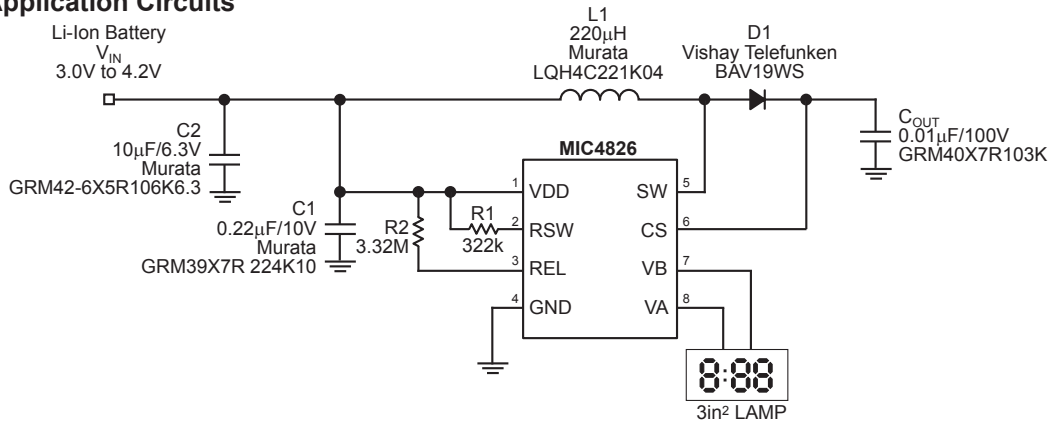 Application Circuits
Li-Ion Battery
VIN
3.0V to 4.2V
L1
220µH
Murata
LQH4C221K04
D1
Vishay Telefunken
BAV19WS
COUT
0.01µF/100V
GRM40X7R103K
C2
10µF/6.3V
Murata
GRM42-6X5R106K6.3
C1
0.22µF/10V
Murata
GRM39X7R 224K10
R2
3.32M
R1
322k
MIC4826
1 VDD
2 RSW
3 REL
4 GND
SW 5
CS 6
VB 7
VA 8
8:88
3in² LAMP